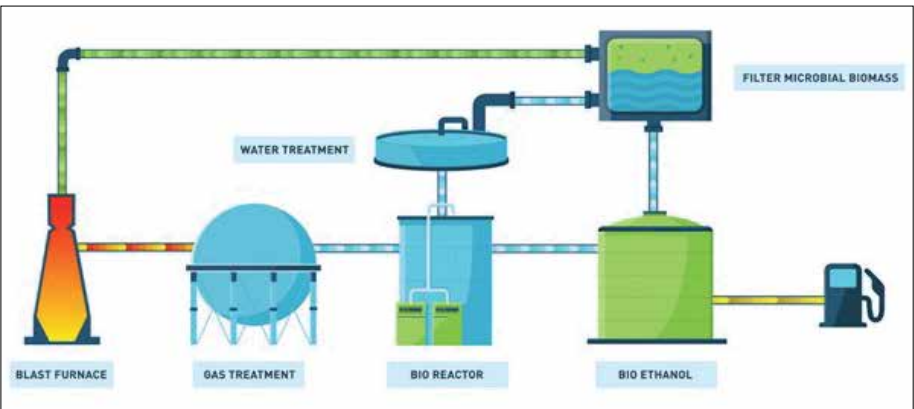 FILTER MICROBIAL BIOMASS
WATER TREATMENT
BLAST FURNACE
GAS TREATMENT
BIO REACTOR
BIO ETHANOL